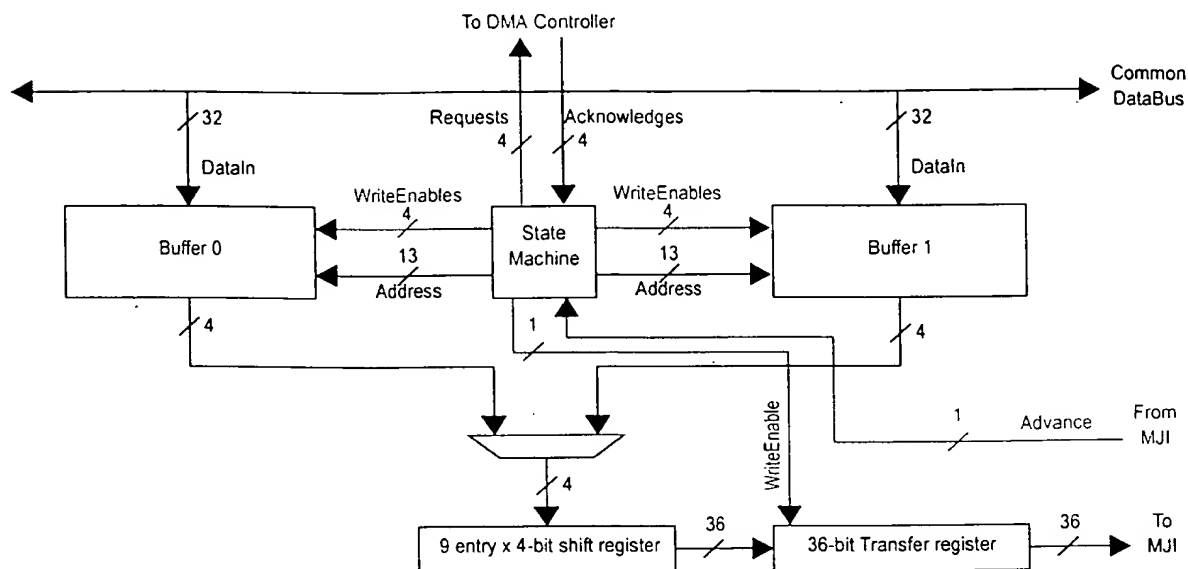 To DMA Controller
Common
DataBus
32
Requests
4
Acknowledges
4
32
DataIn
DataIn
WriteEnables
4
WriteEnables
4
Buffer 0
State
Machine
Buffer 1
13
Address
13
Address
4
1
4
WriteEnable
1
Advance
From
MJI
4
9 entry x 4-bit shift register
36
36-bit Transfer register
36
To
MJI